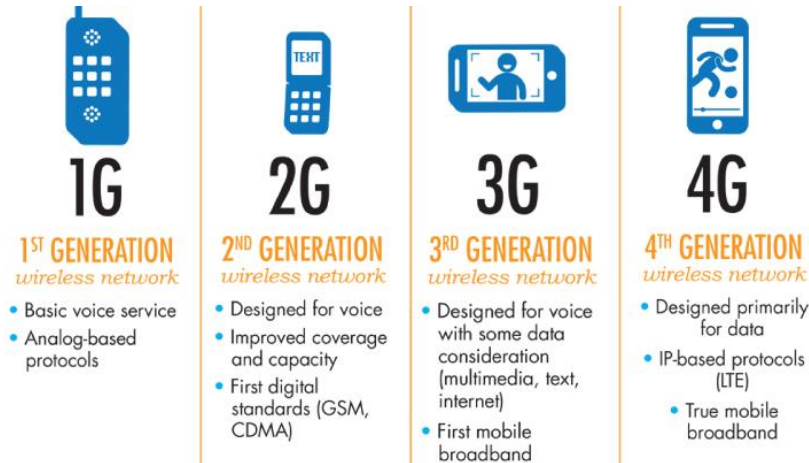 TEXT
1G
1ST GENERATION
wireless network
• Basic voice service
• Analog-based
protocols
2G
2ND GENERATION
wireless network
• Designed for voice
• Improved coverage
and capacity
• First digital
standards (GSM,
CDMA)
3G
3RD GENERATION
wireless network
• Designed for voice
with some data
consideration
(multimedia, text,
internet)
• First mobile
broadband
4G
4TH GENERATION
wireless network
• Designed primarily
for data
• IP-based protocols
(LTE)
• True mobile
broadband